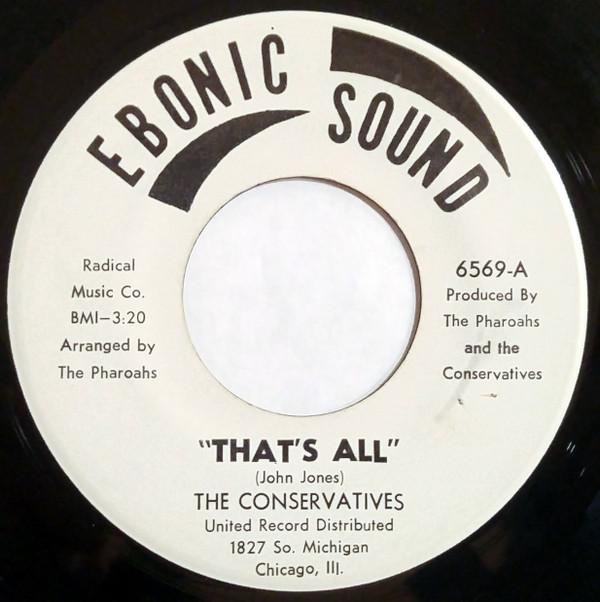 EBONIC SOUND
Radical
Music Co.
BMI—3:20
Arranged by
The Pharoahs
6569-A
Produced By
The Pharoahs
and the
Conservatives
"THAT'S ALL"
(John Jones)
THE CONSERVATIVES
United Record Distributed
1827 So. Michigan
Chicago, Ill.